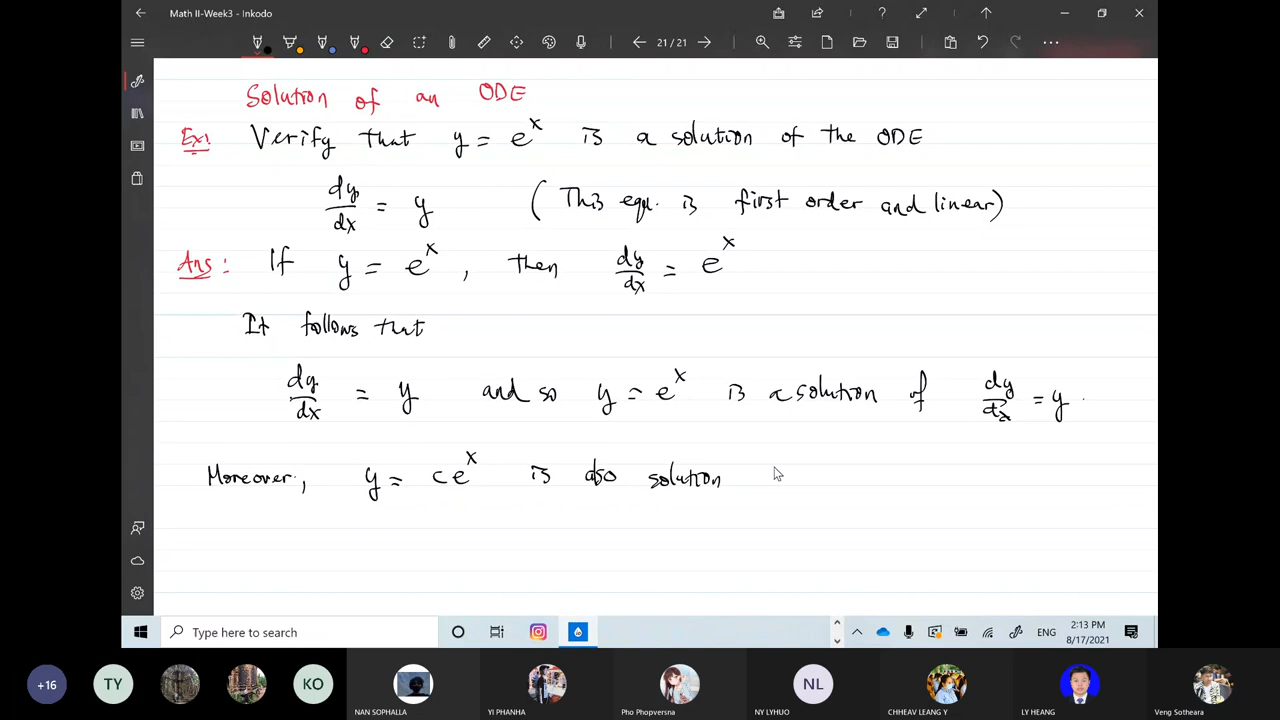 Math II-Week3 - Inkodo
21 / 21
Solution of an ODE
Ex1 Verify that y = e^x is a solution of the ODE
dy/dx = y (This equ. is first order and linear)
Ans: If y = e^x, then dy/dx = e^x
It follows that
dy/dx = y and so y = e^x is a solution of dy/dx = y.
Moreover, y = ce^x is also solution
Type here to search
ENG
2:13 PM
8/17/2021
+16
TY
KO
NL
NAN SOPHALLA
YI PHANHA
Pho Phopversna
NY LYHUO
CHHEAV LEANG Y
LY HEANG
Veng Sotheara